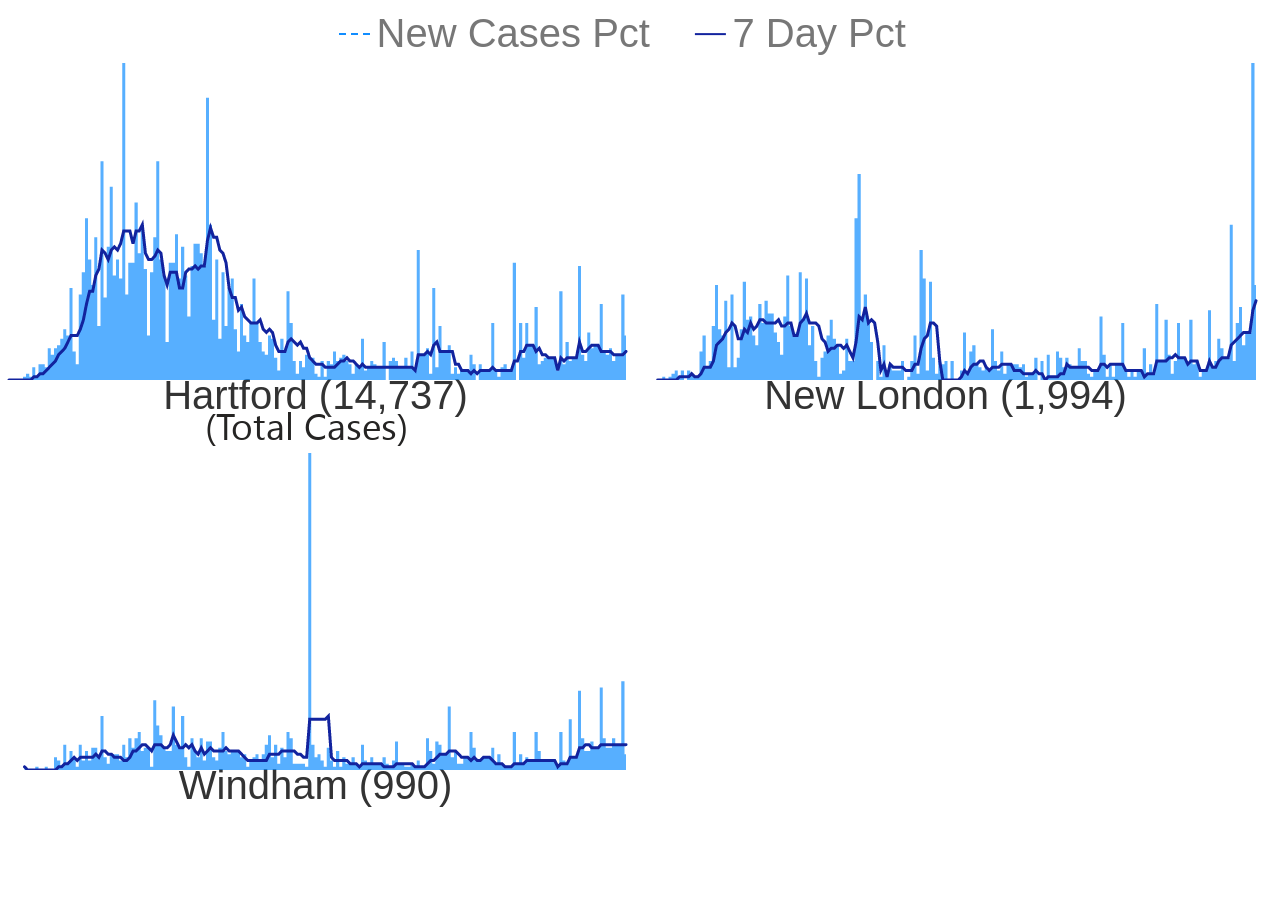 New Cases Pct 7 Day Pct
Hartford (14,737) New London (1,994)
(Total Cases)
Windham (990)